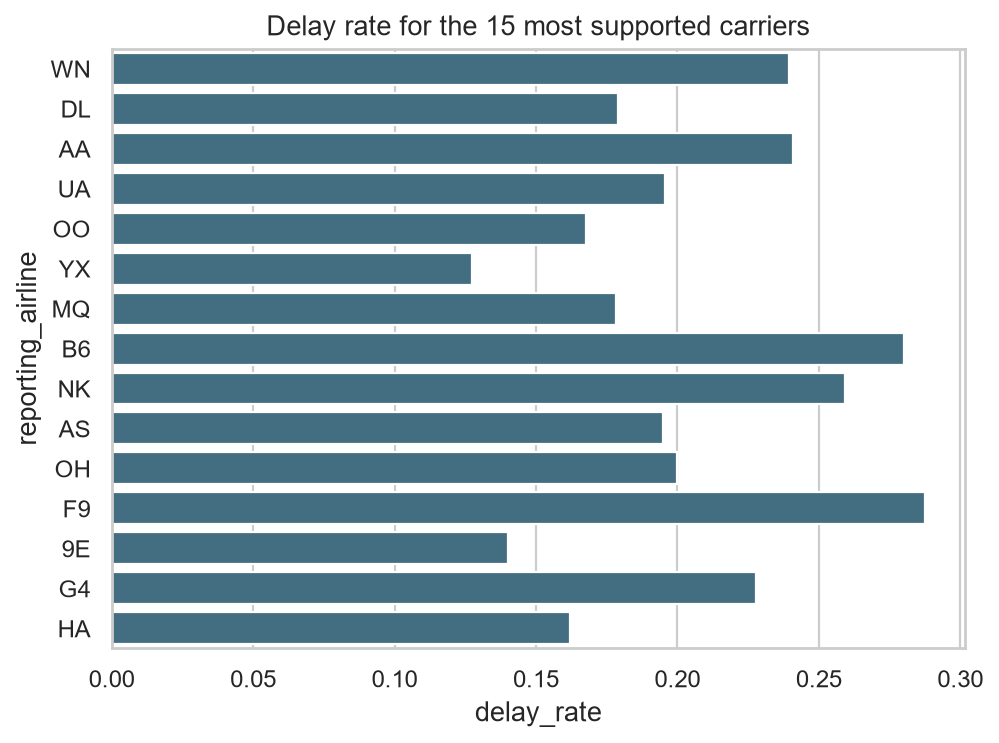 Delay rate for the 15 most supported carriers
WN
DL
AA
UA
OO
YX
MQ
B6
NK
AS
OH
F9
9E
G4
HA
reporting_airline
0.00 0.05 0.10 0.15 0.20 0.25 0.30
delay_rate